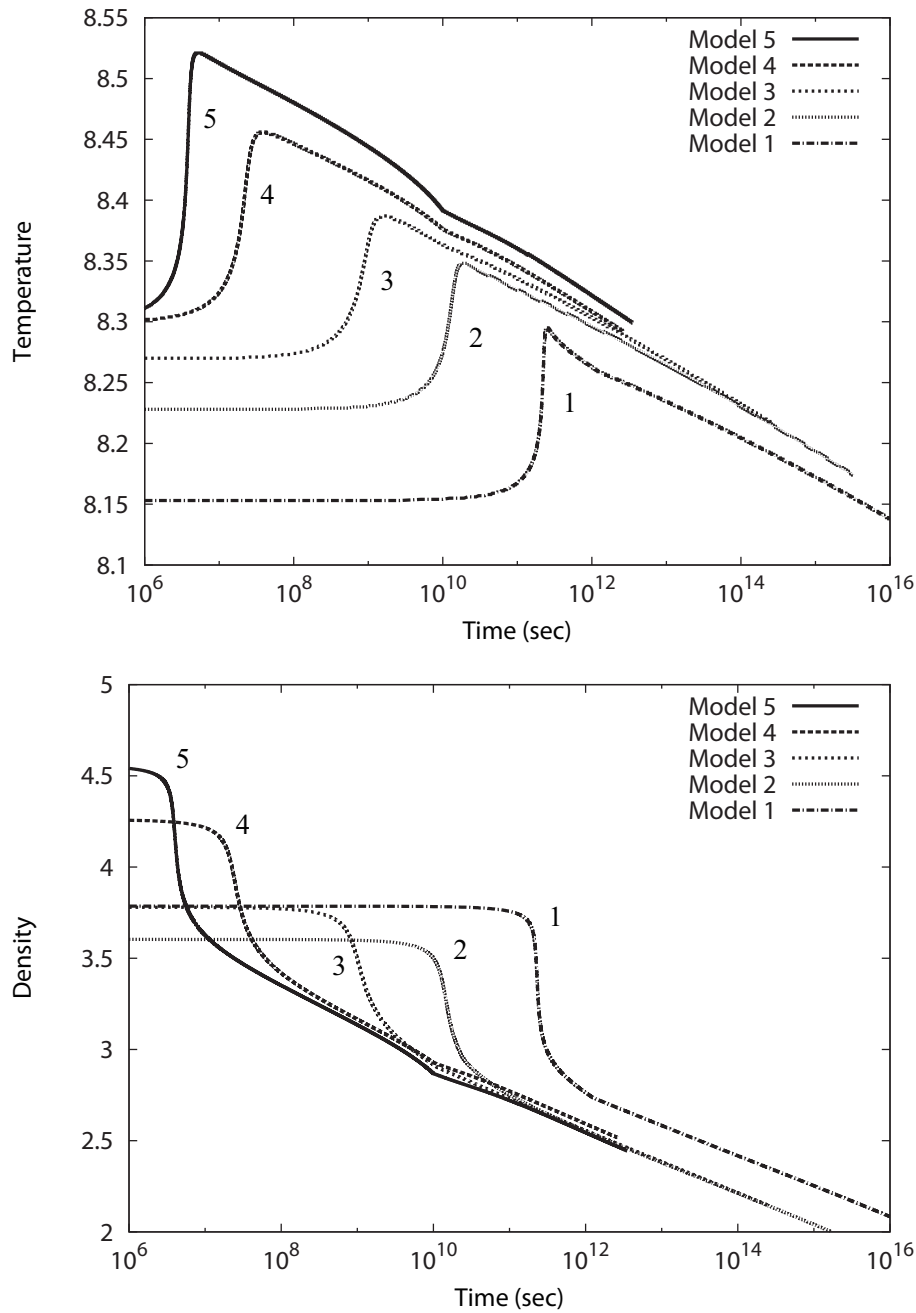 8.55
8.5
8.45
8.4
8.35
8.3
8.25
8.2
8.15
8.1
Temperature
Model 5
Model 4
Model 3
Model 2
Model 1
5
4
3
2
1
10^6
10^8
10^10
10^12
10^14
10^16
Time (sec)
5
4.5
4
3.5
3
2.5
2
Density
Model 5
Model 4
Model 3
Model 2
Model 1
5
4
3
2
1
10^6
10^8
10^10
10^12
10^14
10^16
Time (sec)